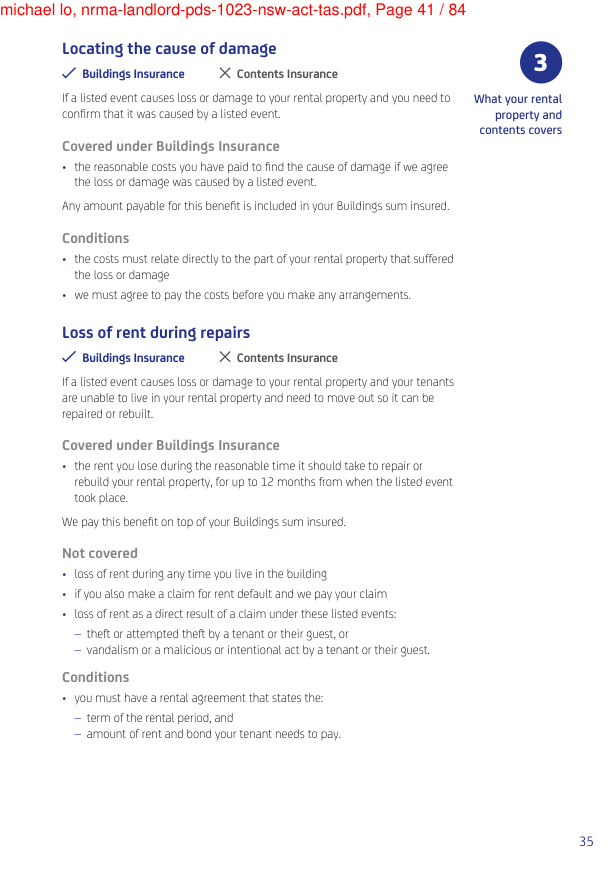 michael lo, nrma-landlord-pds-1023-nsw-act-tas.pdf, Page 41 / 84
Locating the cause of damage
Buildings Insurance
Contents Insurance
If a listed event causes loss or damage to your rental property and you need to
confirm that it was caused by a listed event.
Covered under Buildings Insurance
• the reasonable costs you have paid to find the cause of damage if we agree
the loss or damage was caused by a listed event.
Any amount payable for this benefit is included in your Buildings sum insured.
Conditions
• the costs must relate directly to the part of your rental property that suffered
the loss or damage
• we must agree to pay the costs before you make any arrangements.
Loss of rent during repairs
Buildings Insurance
Contents Insurance
If a listed event causes loss or damage to your rental property and your tenants
are unable to live in your rental property and need to move out so it can be
repaired or rebuilt.
Covered under Buildings Insurance
• the rent you lose during the reasonable time it should take to repair or
rebuild your rental property, for up to 12 months from when the listed event
took place.
We pay this benefit on top of your Buildings sum insured.
Not covered
• loss of rent during any time you live in the building
• if you also make a claim for rent default and we pay your claim
• loss of rent as a direct result of a claim under these listed events:
– theft or attempted theft by a tenant or their guest, or
– vandalism or a malicious or intentional act by a tenant or their guest.
Conditions
• you must have a rental agreement that states the:
– term of the rental period, and
– amount of rent and bond your tenant needs to pay.
3
What your rental
property and
contents covers
35